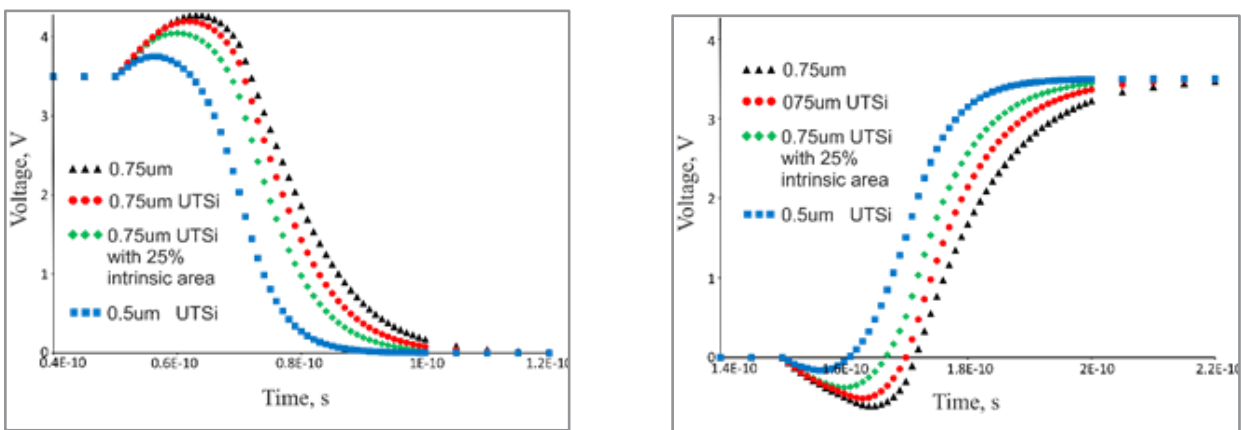 4
3
2
1
0
Voltage, V
0.75um
0.75um UTSi
0.75um UTSi
with 25%
intrinsic area
0.5um UTSi
0.4E-10 0.6E-10 0.8E-10 1E-10 1.2E-10
Time, s
4
3
2
1
0
Voltage, V
0.75um
075um UTSi
0.75um UTSi
with 25%
intrinsic area
0.5um UTSi
1.4E-10 1.6E-10 1.8E-10 2E-10 2.2E-10
Time, s